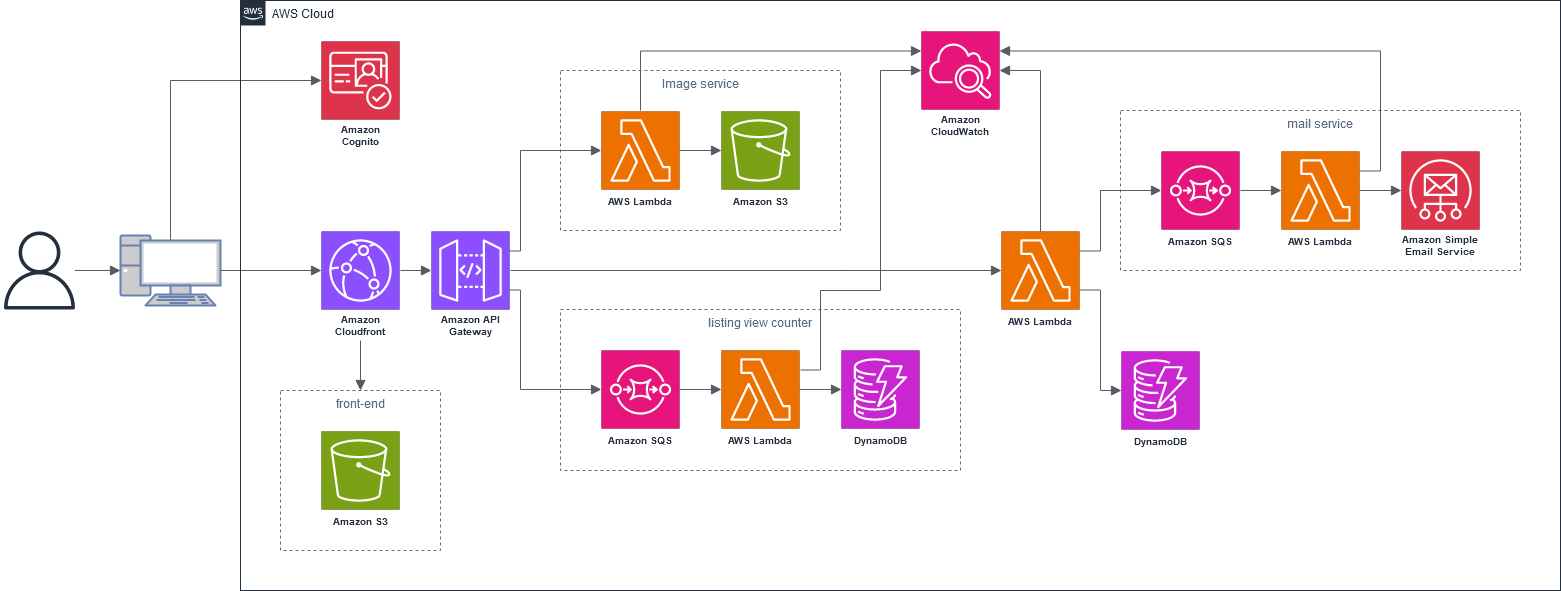 aws
AWS Cloud
Amazon
Cognito
Image service
AWS Lambda
Amazon S3
Amazon
CloudWatch
mail service
Amazon SQS
AWS Lambda
Amazon Simple
Email Service
Amazon
Cloudfront
Amazon API
Gateway
AWS Lambda
listing view counter
Amazon SQS
AWS Lambda
DynamoDB
DynamoDB
front-end
Amazon S3